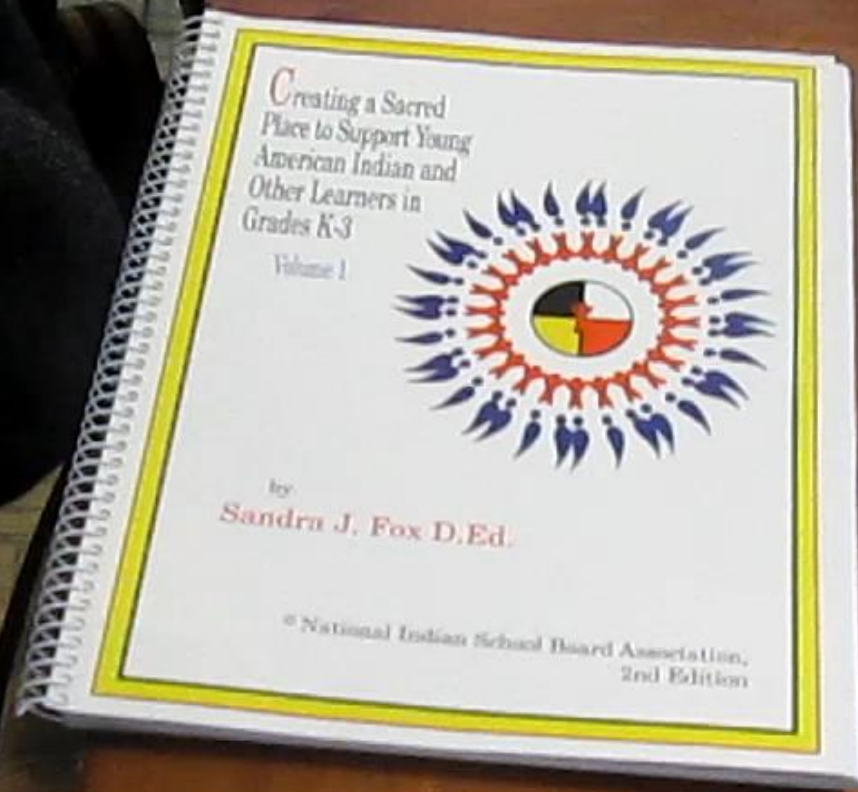 Creating a Sacred
Place to Support Young
American Indian and
Other Learners in
Grades K-3
Volume 1
by
Sandra J. Fox D.Ed.
© National Indian School Board Association,
2nd Edition